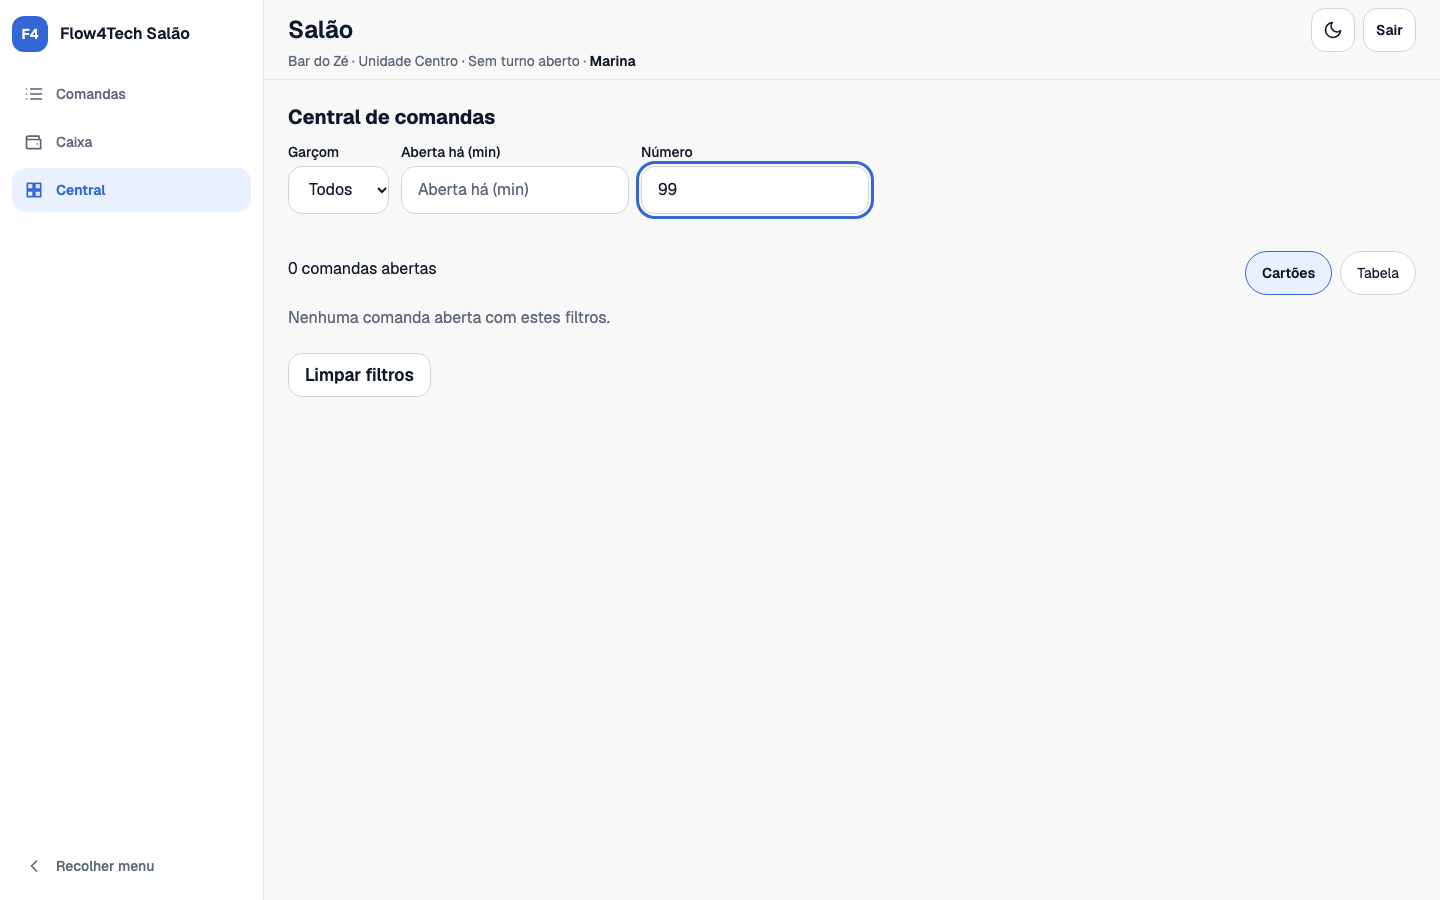 F4 Flow4Tech Salão
Comandas
Caixa
Central
Recolher menu
Salão
Bar do Zé · Unidade Centro · Sem turno aberto · Marina
Sair
Central de comandas
Garçom Aberta há (min) Número
Todos Aberta há (min) 99
0 comandas abertas
Cartões Tabela
Nenhuma comanda aberta com estes filtros.
Limpar filtros